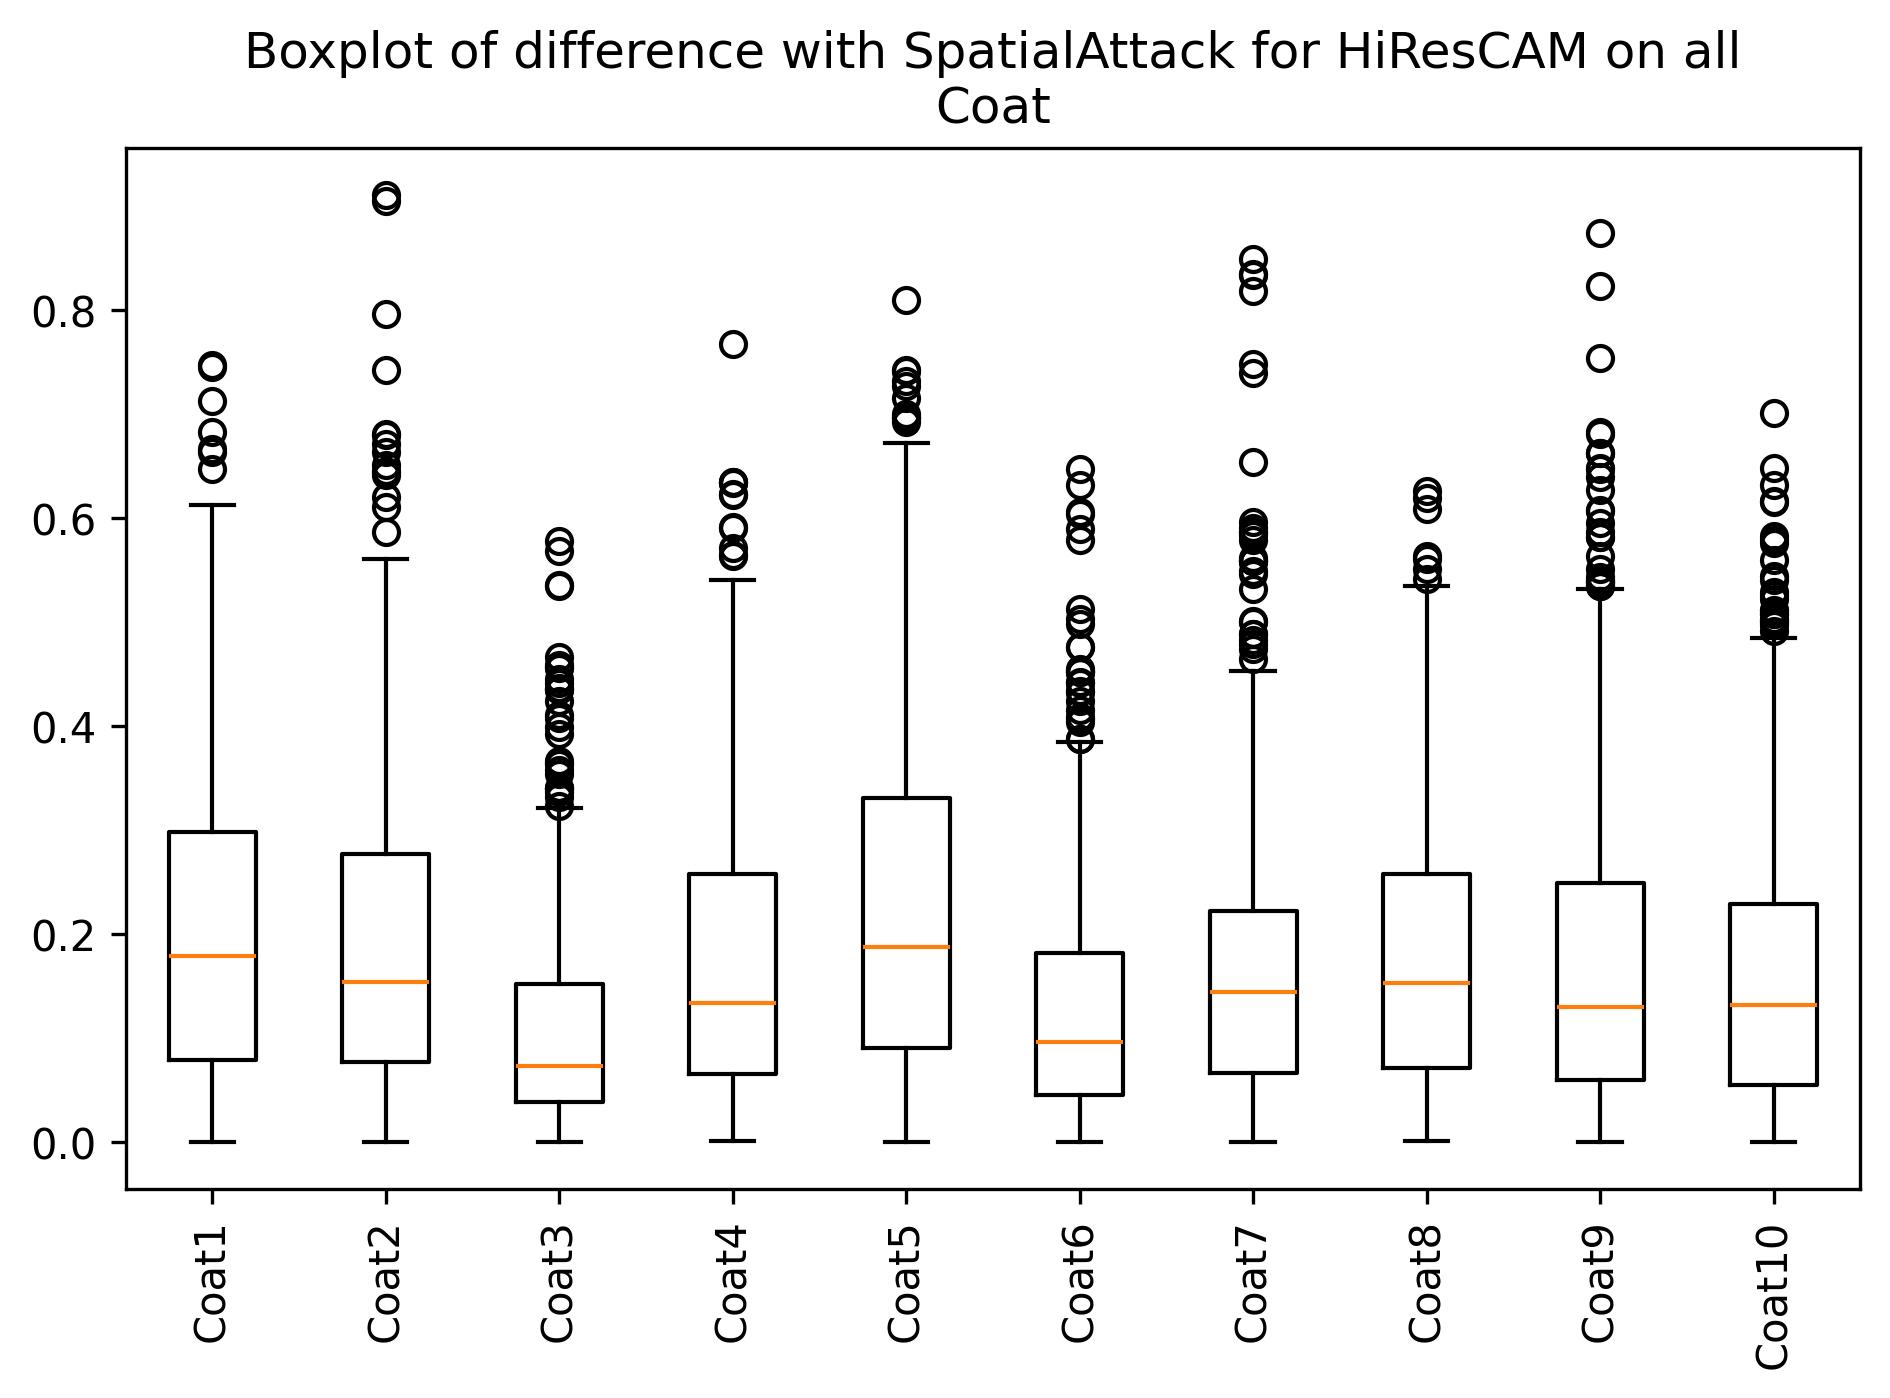 Boxplot of difference with SpatialAttack for HiResCAM on all
Coat
0.8
0.6
0.4
0.2
0.0
Coat1
Coat2
Coat3
Coat4
Coat5
Coat6
Coat7
Coat8
Coat9
Coat10